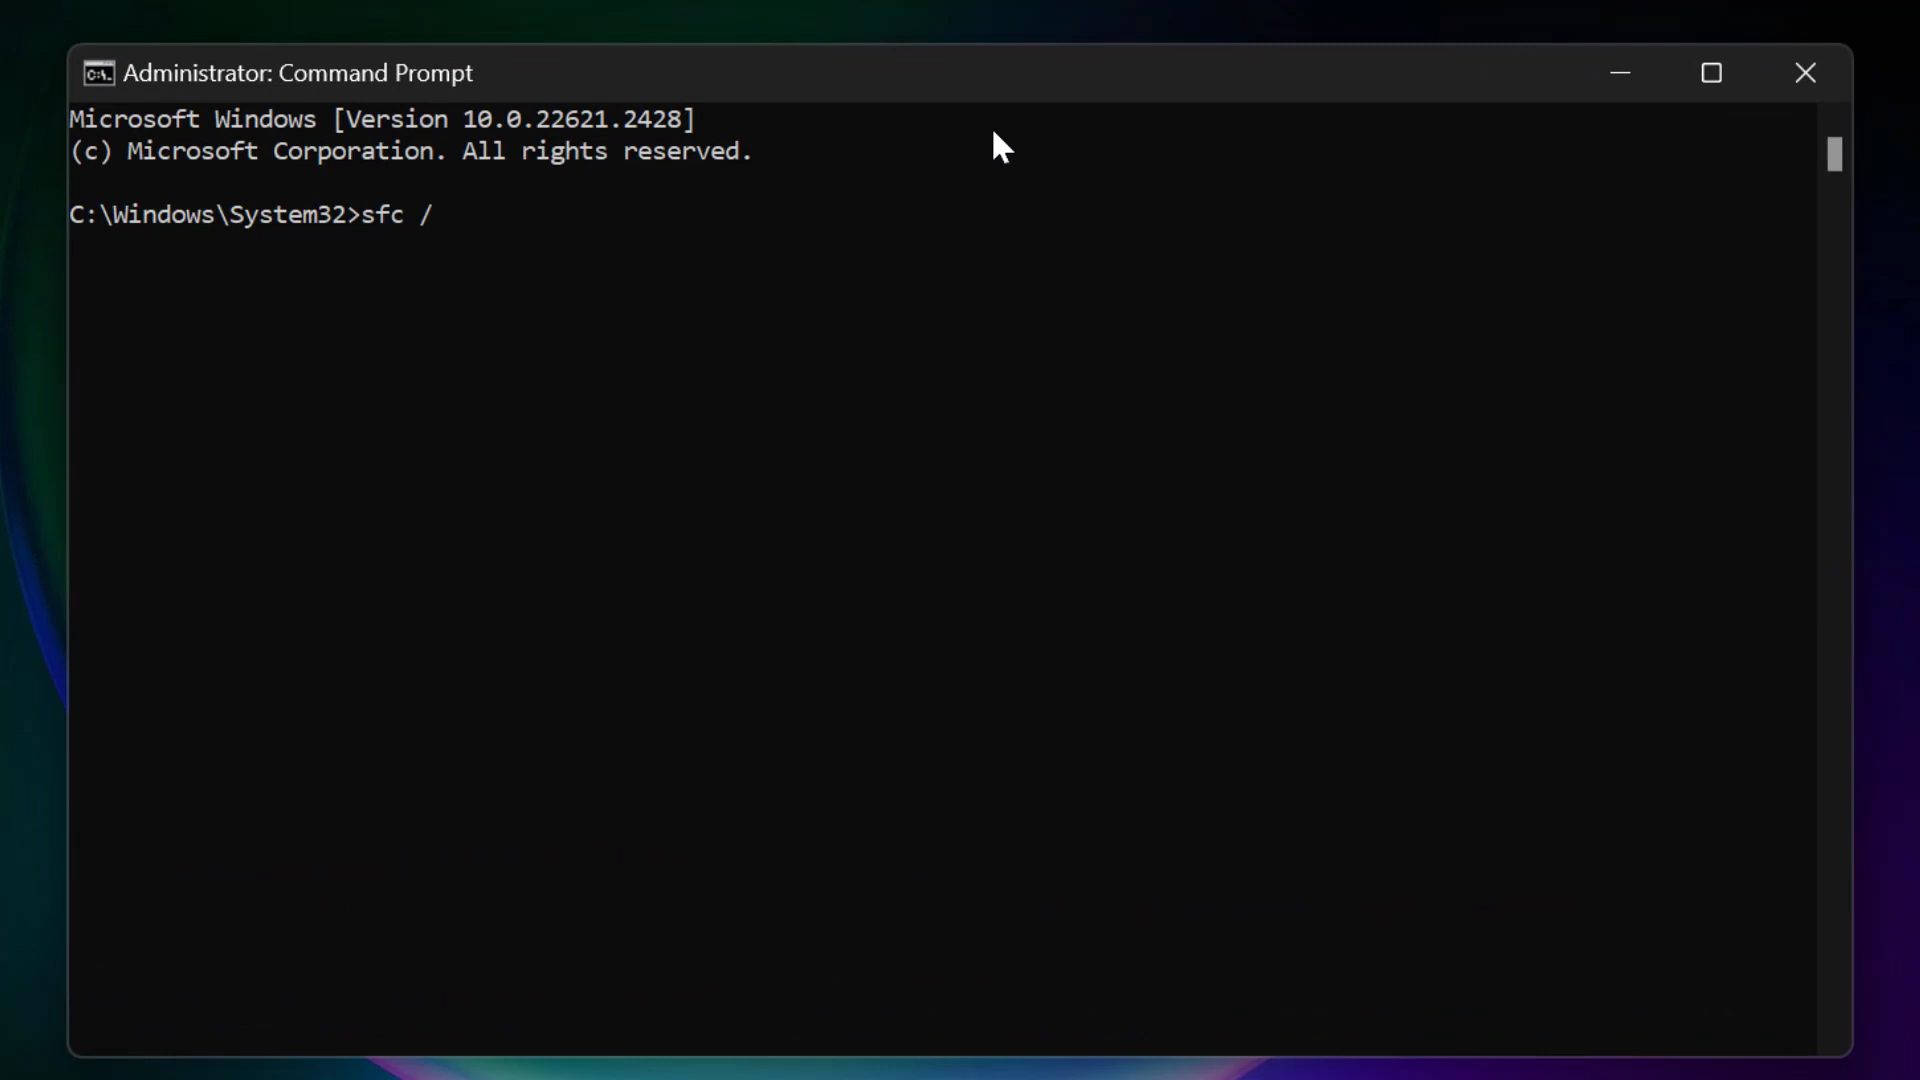 Administrator: Command Prompt
Microsoft Windows [Version 10.0.22621.2428]
(c) Microsoft Corporation. All rights reserved.
C:\Windows\System32>sfc /